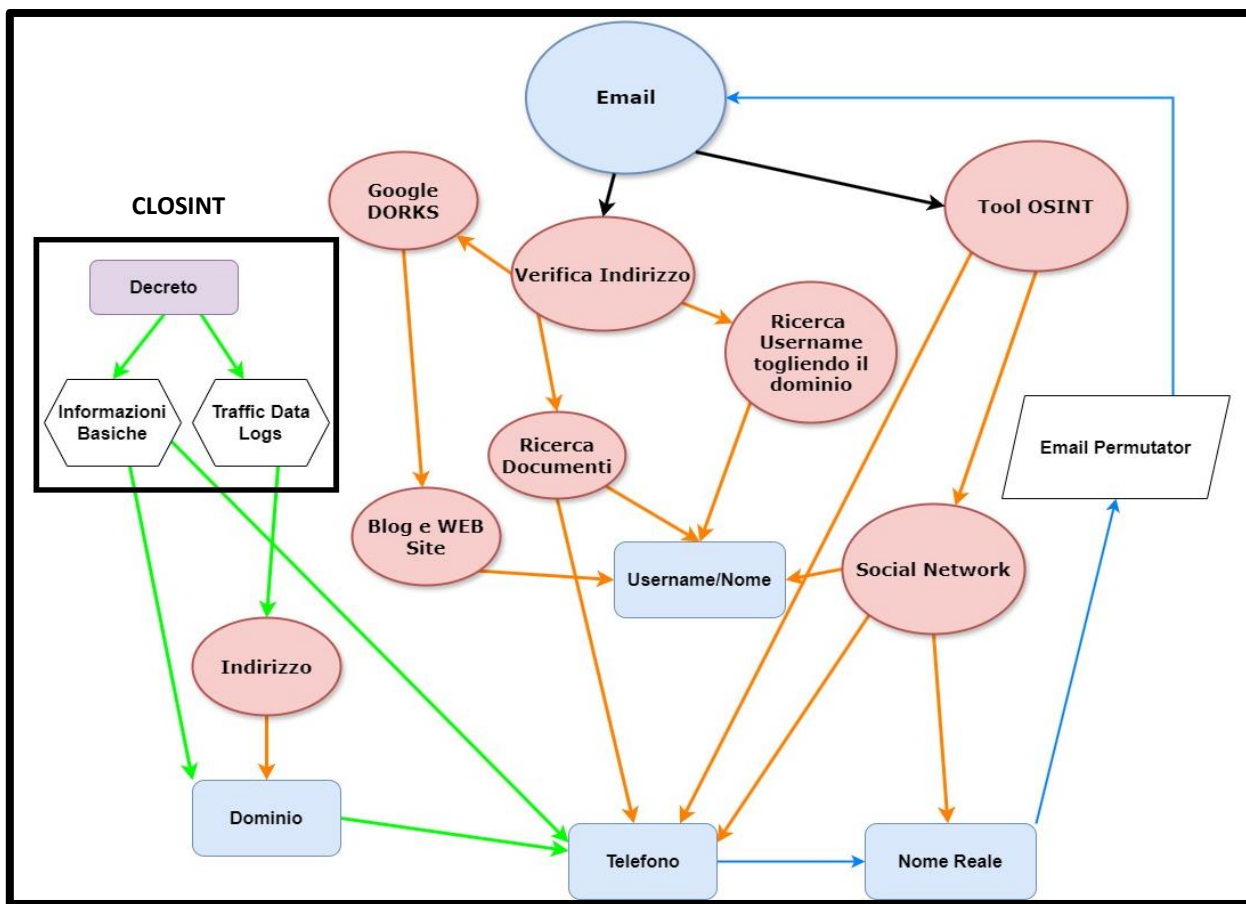 Email
Google
DORKS
Tool OSINT
CLOSINT
Verifica Indirizzo
Decreto
Ricerca
Username
togliendo il
dominio
Informazioni
Basiche
Traffic Data
Logs
Ricerca
Documenti
Email Permutator
Blog e WEB
Site
Username/Nome
Social Network
Indirizzo
Dominio
Telefono
Nome Reale